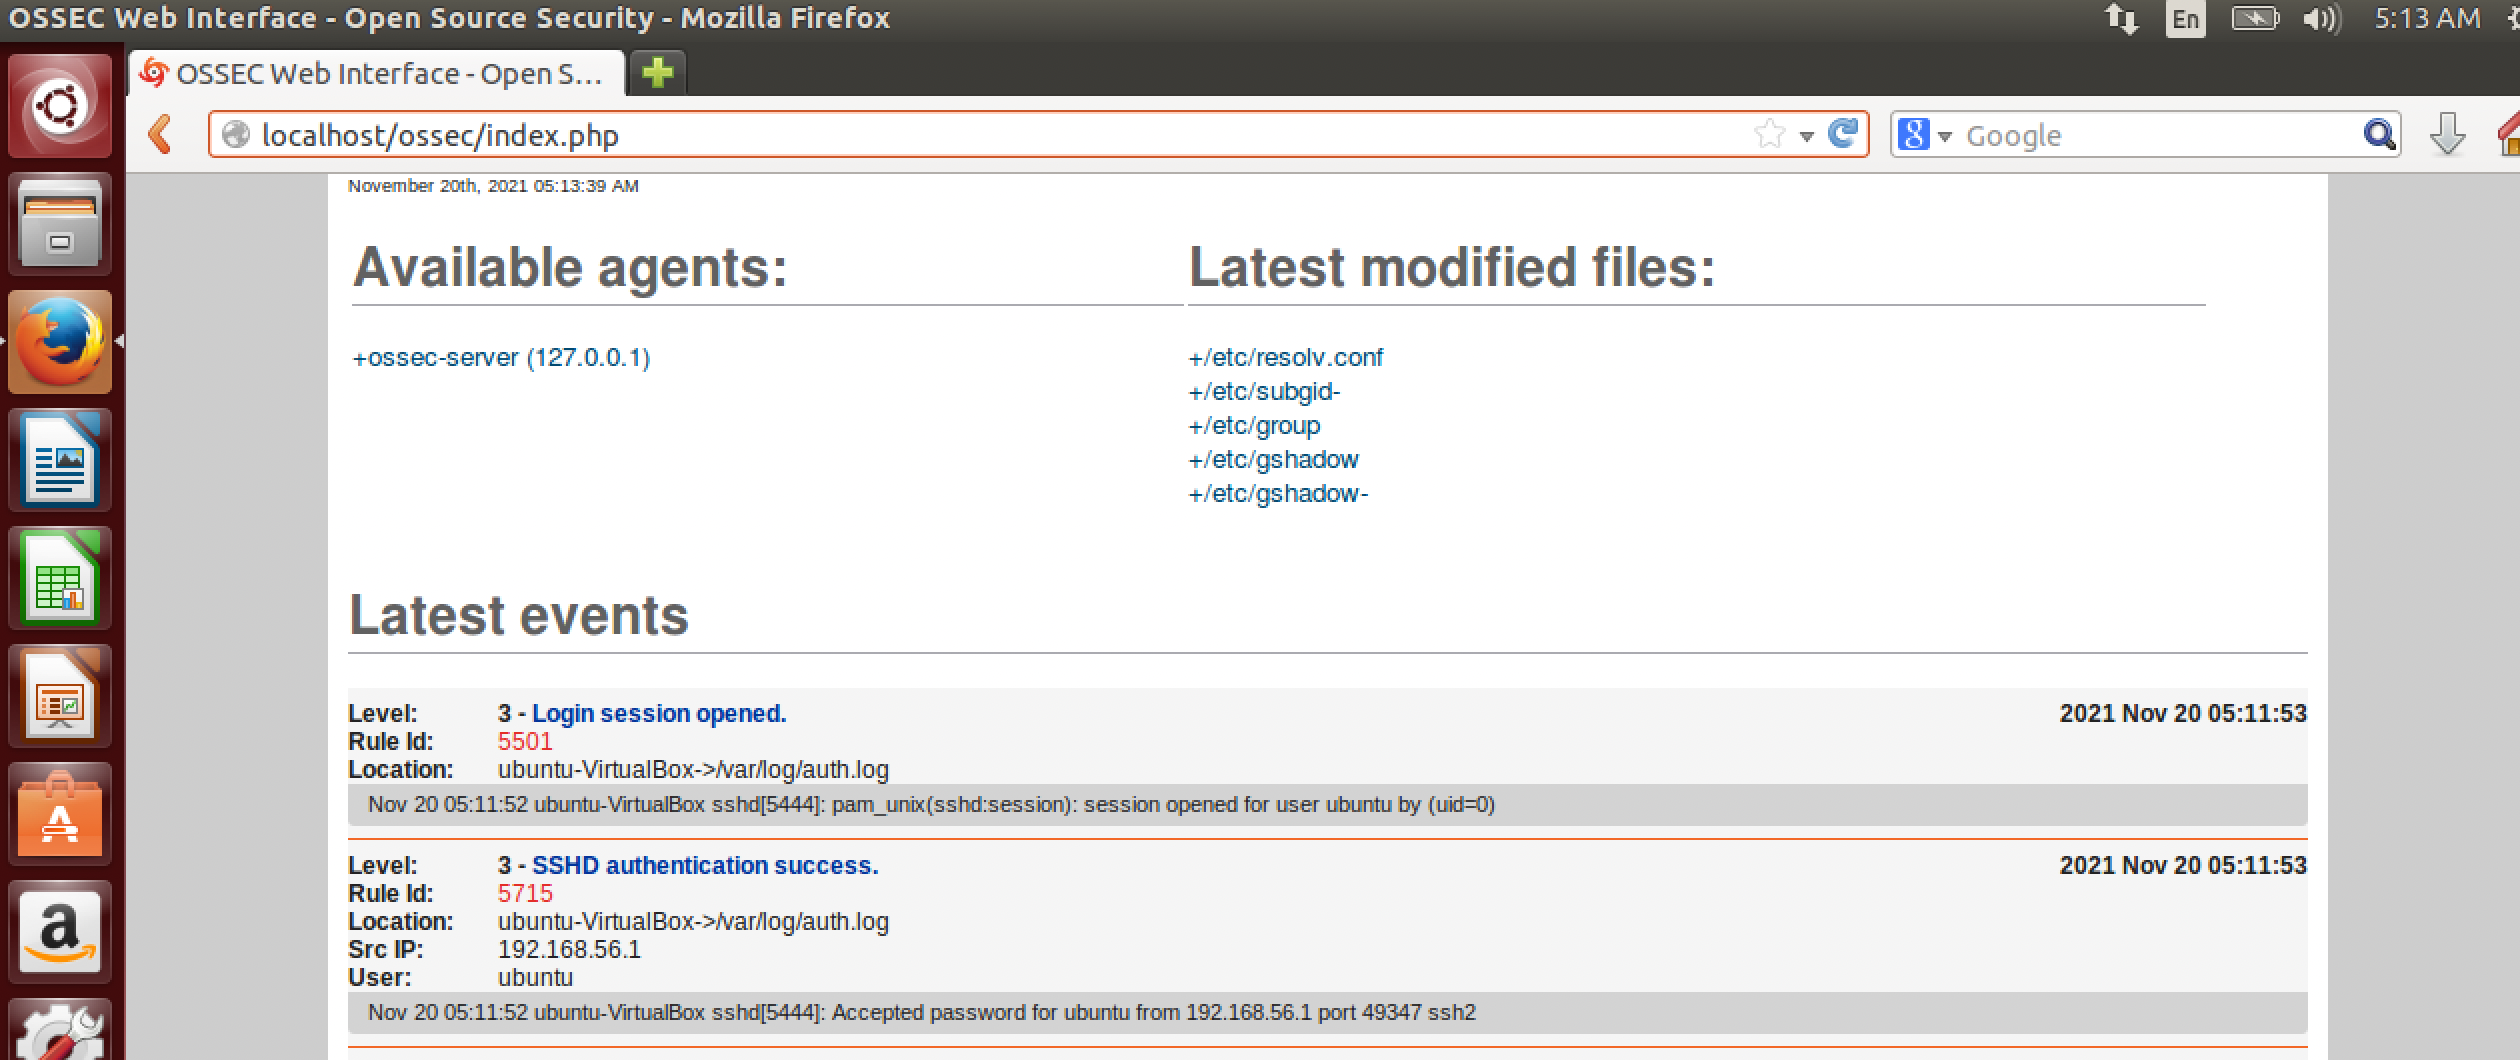 OSSEC Web Interface - Open Source Security - Mozilla Firefox
En
5:13 AM
OSSEC Web Interface - Open S...
localhost/ossec/index.php
8
Google
November 20th, 2021 05:13:39 AM
Available agents:
+ossec-server (127.0.0.1)
Latest modified files:
+/etc/resolv.conf
+/etc/subgid-
+/etc/group
+/etc/gshadow
+/etc/gshadow-
Latest events
Level: 3 - Login session opened. 2021 Nov 20 05:11:53
Rule Id: 5501
Location: ubuntu-VirtualBox->/var/log/auth.log
Nov 20 05:11:52 ubuntu-VirtualBox sshd[5444]: pam_unix(sshd:session): session opened for user ubuntu by (uid=0)
Level: 3 - SSHD authentication success. 2021 Nov 20 05:11:53
Rule Id: 5715
Location: ubuntu-VirtualBox->/var/log/auth.log
Src IP: 192.168.56.1
User: ubuntu
Nov 20 05:11:52 ubuntu-VirtualBox sshd[5444]: Accepted password for ubuntu from 192.168.56.1 port 49347 ssh2